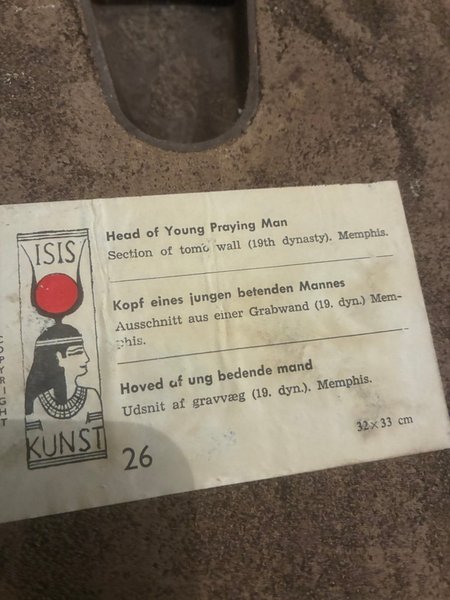 ISIS
KUNST
COPYRIGHT
Head of Young Praying Man
Section of tomb wall (19th dynasty). Memphis.
Kopf eines jungen betenden Mannes
Ausschnitt aus einer Grabwand (19. dyn.) Mem-
phis.
Hoved af ung bedende mand
Udsnit af gravvæg (19. dyn.). Memphis.
32×33 cm
26